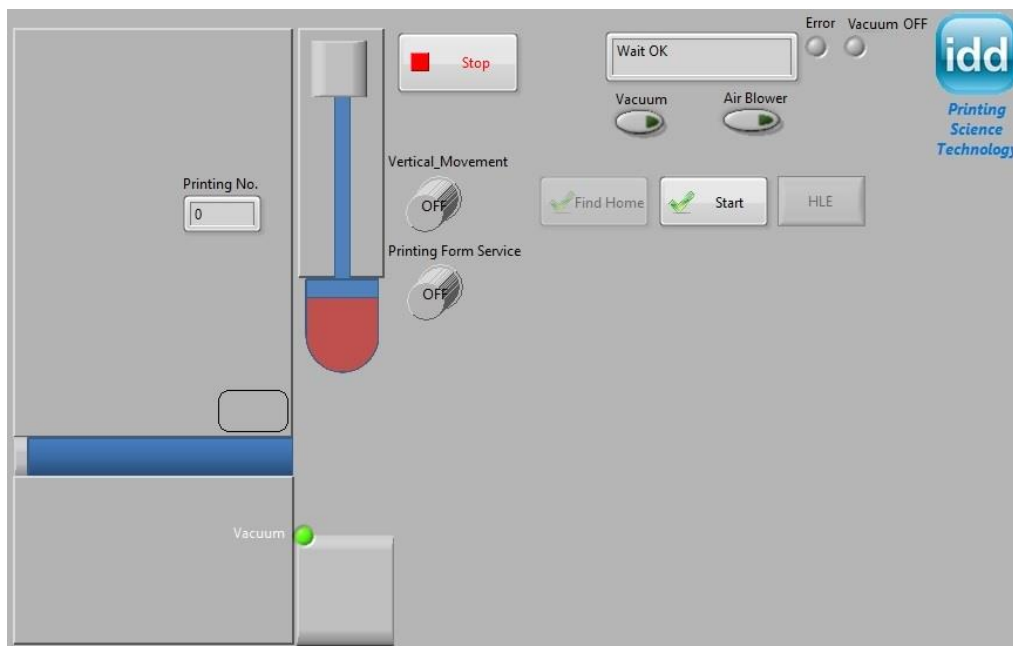 Error Vacuum OFF
Stop
Wait OK
idd
Vacuum Air Blower
Printing
Science
Technology
Vertical_Movement
Printing No.
OFF
Find Home Start HLE
0
Printing Form Service
OFF
Vacuum